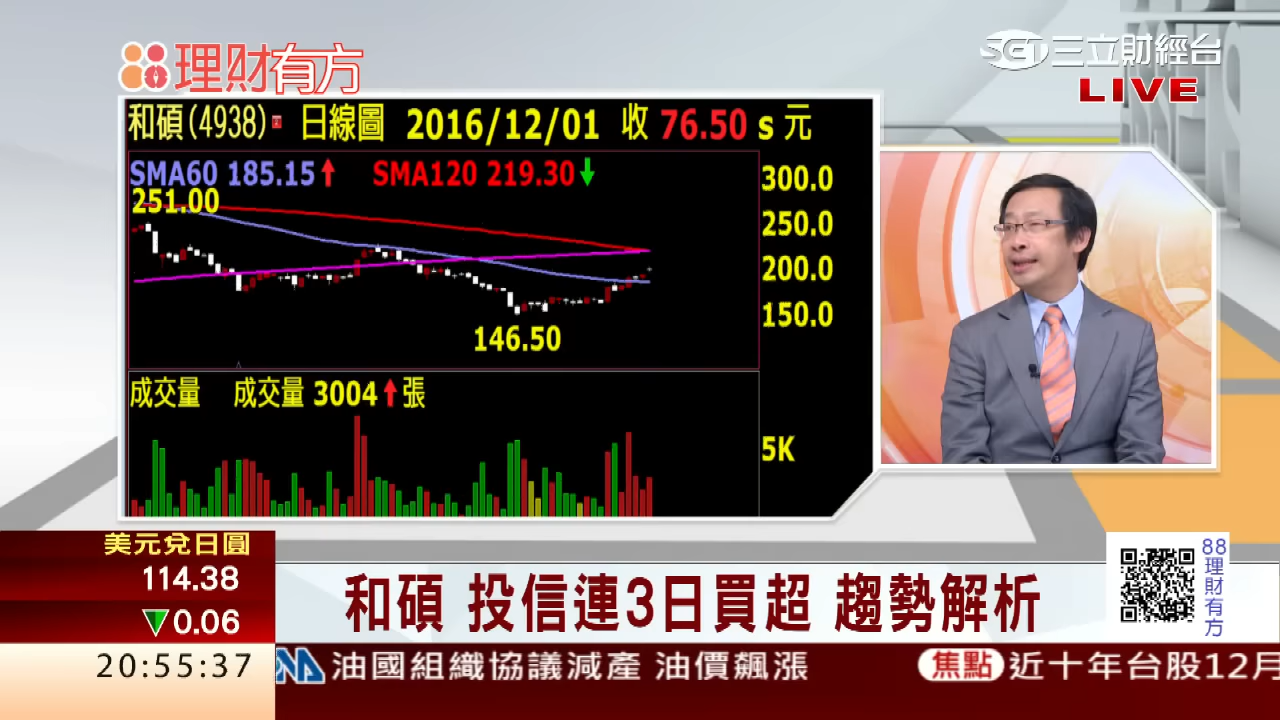 理財有方
SET三立財經台
LIVE
和碩(4938) 日線圖 2016/12/01 收 76.50 s 元
SMA60 185.15↑ SMA120 219.30↓
251.00
146.50
300.0
250.0
200.0
150.0
成交量 成交量 3004↑張
5K
美元兌日圓
114.38
▼0.06
20:55:37
和碩 投信連3日買超 趨勢解析
88理財有方
油國組織協議減產 油價飆漲 焦點 近十年台股12月